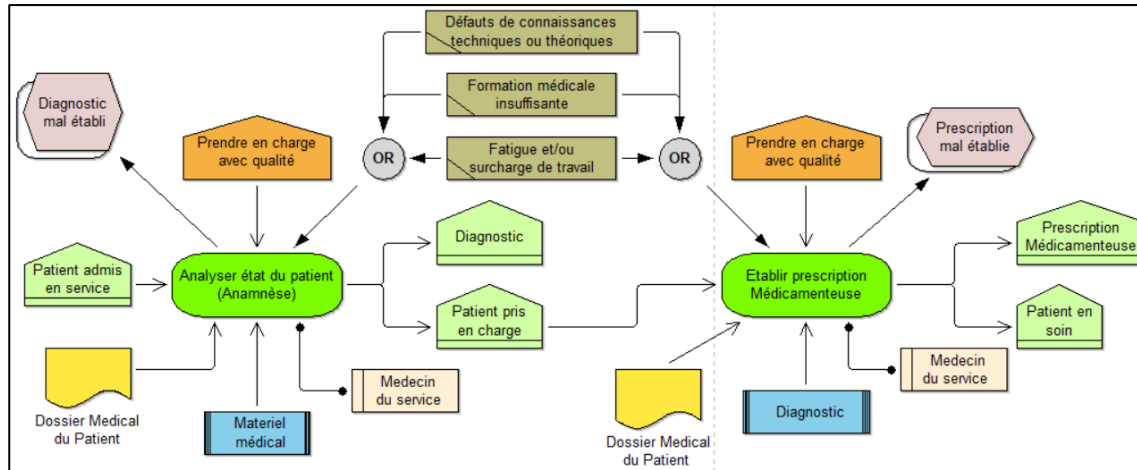 Défauts de connaissances
techniques ou théoriques
Diagnostic
mal établi
Formation médicale
insuffisante
Prendre en charge
avec qualité
OR
Fatigue et/ou
surcharge de travail
OR
Prendre en charge
avec qualité
Prescription
mal établie
Patient admis
en service
Analyser état du patient
(Anamnèse)
Diagnostic
Patient pris
en charge
Etablir prescription
Médicamenteuse
Prescription
Médicamenteuse
Patient en
soin
Dossier Medical
du Patient
Materiel
médical
Medecin
du service
Dossier Medical
du Patient
Diagnostic
Medecin
du service